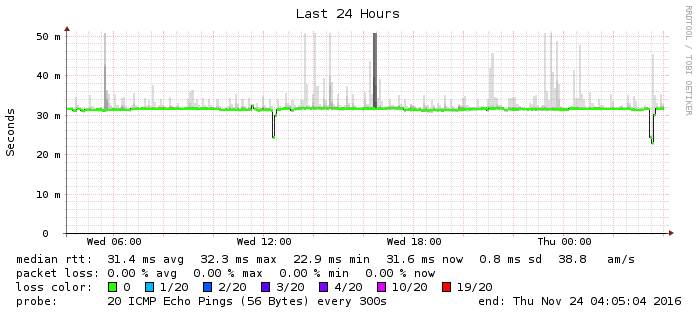 Last 24 Hours
RRDTOOL / TOBI OETIKER
Seconds
50 m
40 m
30 m
20 m
10 m
0
Wed 06:00 Wed 12:00 Wed 18:00 Thu 00:00
median rtt: 31.4 ms avg 32.3 ms max 22.9 ms min 31.6 ms now 0.8 ms sd 38.8 am/s
packet loss: 0.00 % avg 0.00 % max 0.00 % min 0.00 % now
loss color: 0 1/20 2/20 3/20 4/20 10/20 19/20
probe: 20 ICMP Echo Pings (56 Bytes) every 300s end: Thu Nov 24 04:05:04 2016